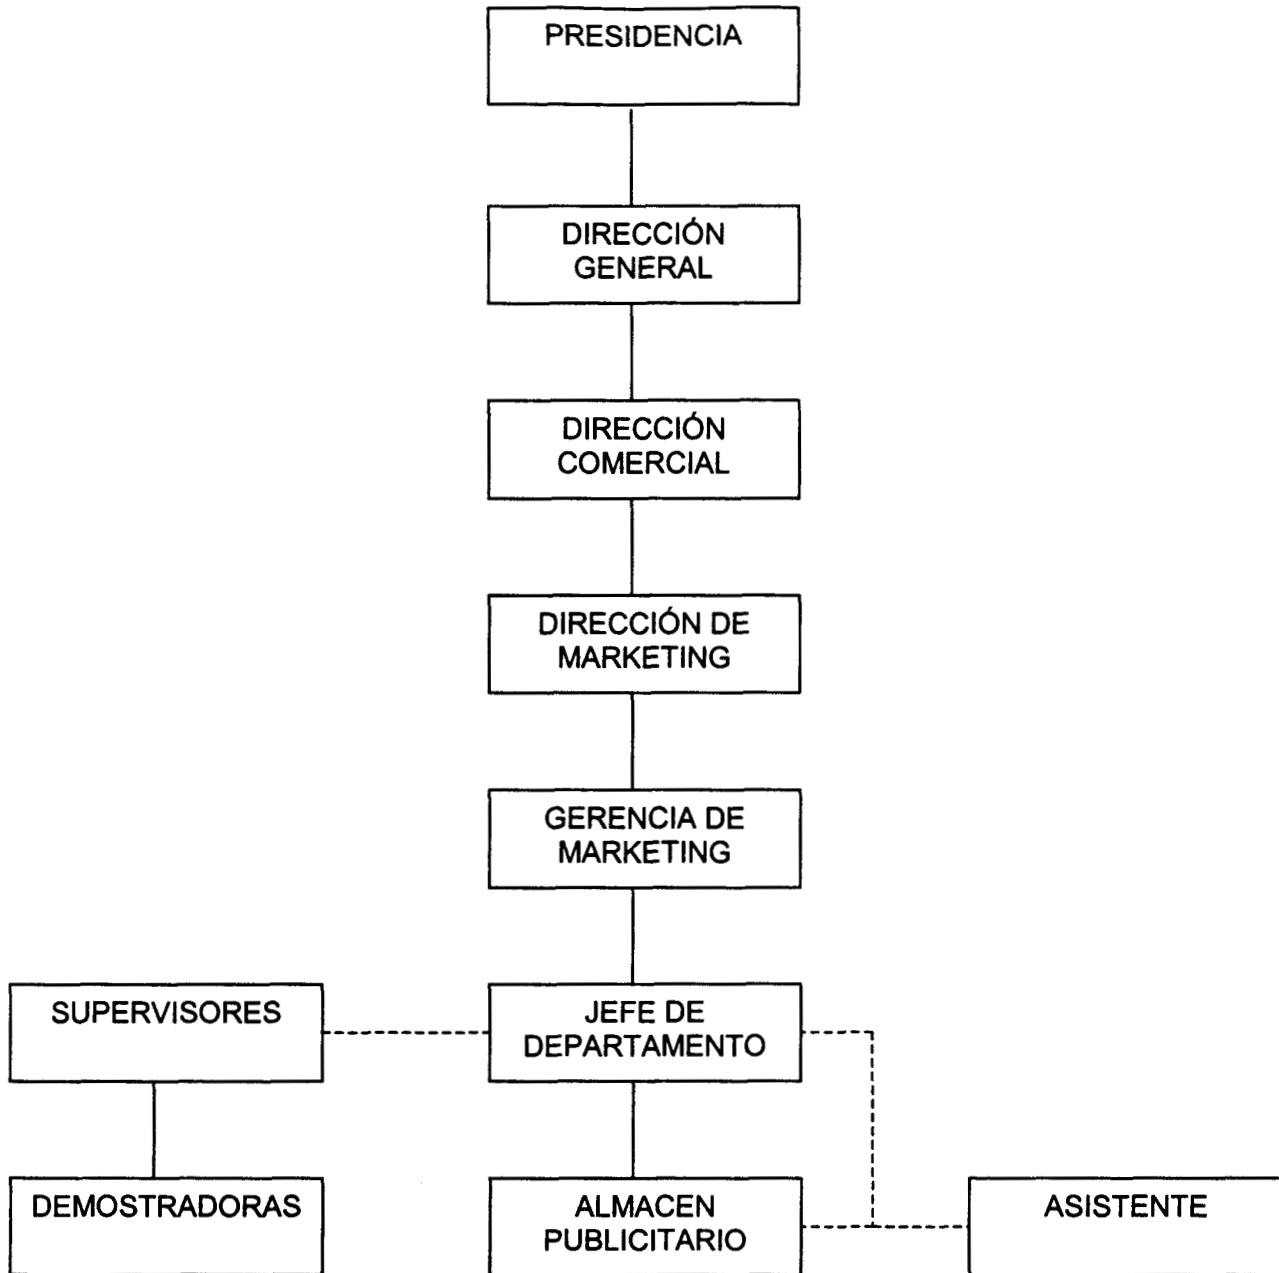 PRESIDENCIA
DIRECCIÓN
GENERAL
DIRECCIÓN
COMERCIAL
DIRECCIÓN DE
MARKETING
GERENCIA DE
MARKETING
SUPERVISORES
JEFE DE
DEPARTAMENTO
DEMOSTRADORAS
ALMACEN
PUBLICITARIO
ASISTENTE